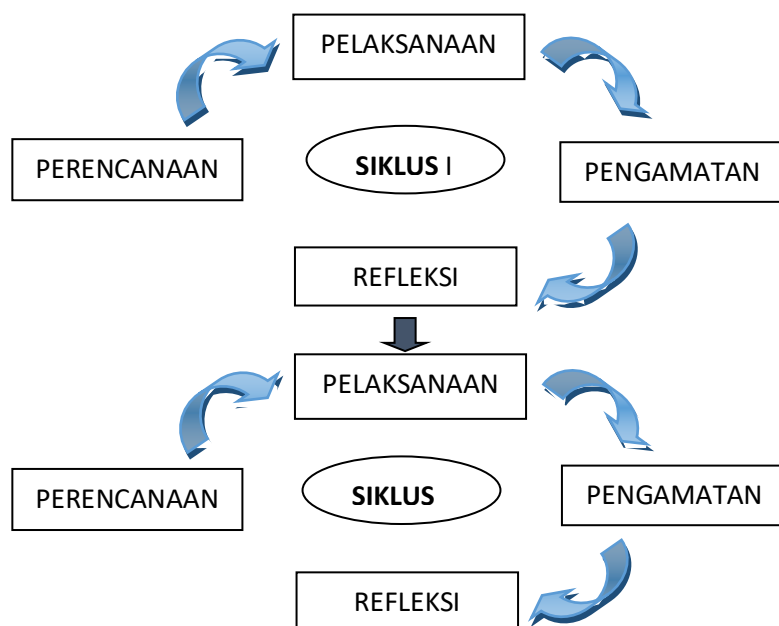 PELAKSANAAN
PERENCANAAN
SIKLUS I
PENGAMATAN
REFLEKSI
PELAKSANAAN
PERENCANAAN
SIKLUS
PENGAMATAN
REFLEKSI